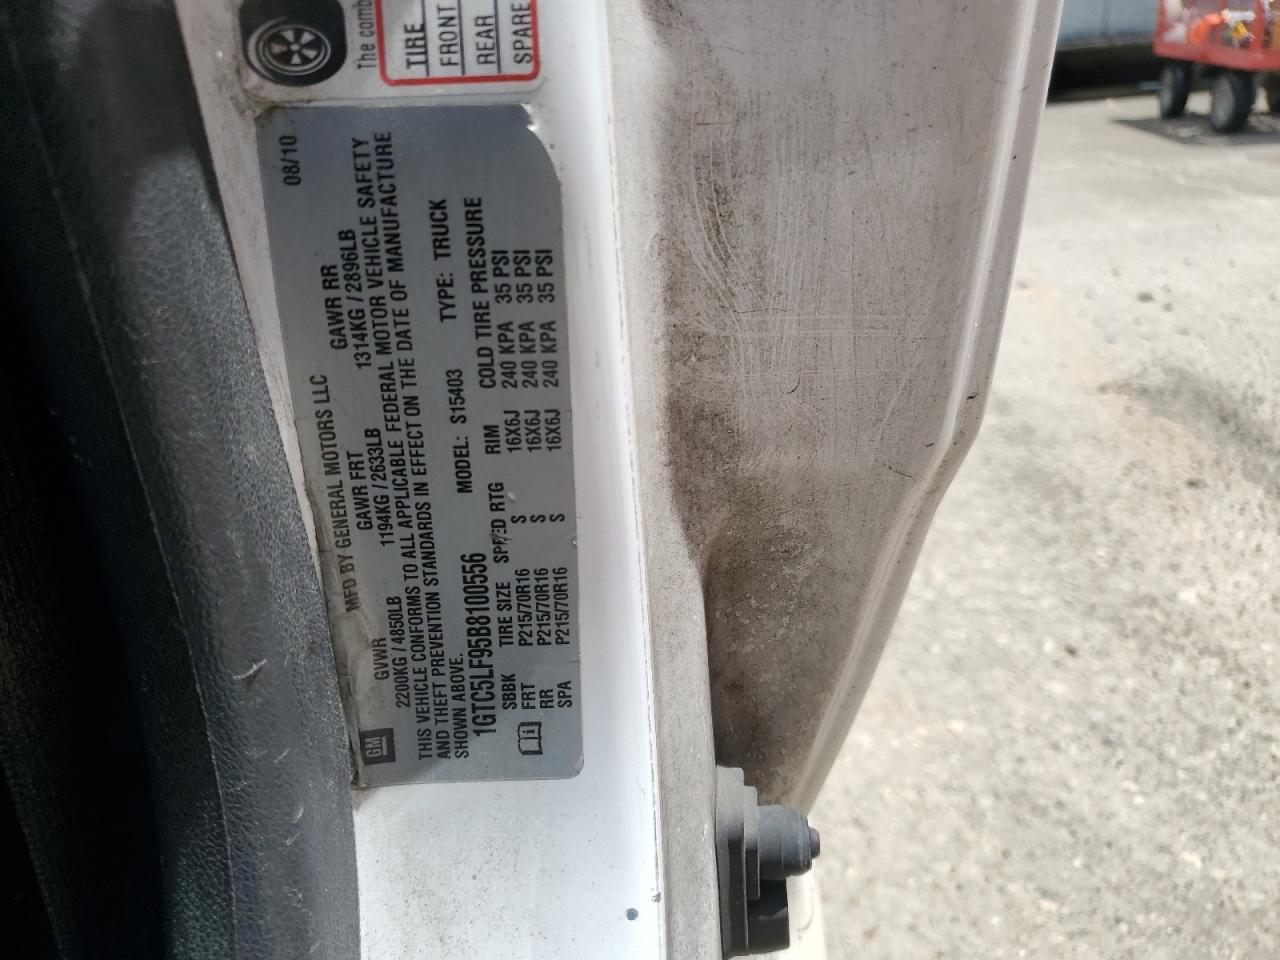 The comb
TIRE
FRONT
REAR
SPARE
GM
MFD BY GENERAL MOTORS LLC
08/10
GVWR GAWR FRT GAWR RR
2200KG / 4850LB 1194KG / 2633LB 1314KG / 2896LB
THIS VEHICLE CONFORMS TO ALL APPLICABLE FEDERAL MOTOR VEHICLE SAFETY
AND THEFT PREVENTION STANDARDS IN EFFECT ON THE DATE OF MANUFACTURE
SHOWN ABOVE.
1GTC5LF95B8100556 MODEL: S15403 TYPE: TRUCK
SBBK TIRE SIZE SPEED RTG RIM COLD TIRE PRESSURE
FRT P215/70R16 S 16X6J 240 KPA 35 PSI
RR P215/70R16 S 16X6J 240 KPA 35 PSI
SPA P215/70R16 S 16X6J 240 KPA 35 PSI